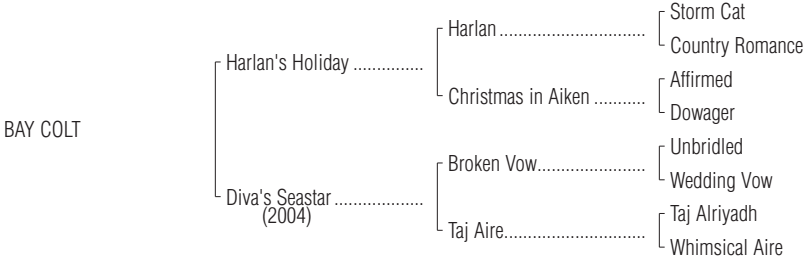 Storm Cat
Harlan..............................
Country Romance
Harlan's Holiday ...............
Affirmed
Christmas in Aiken ...........
Dowager
BAY COLT
Unbridled
Broken Vow.......................
Wedding Vow
Diva's Seastar ...................
(2004)
Taj Alriyadh
Taj Aire.............................
Whimsical Aire